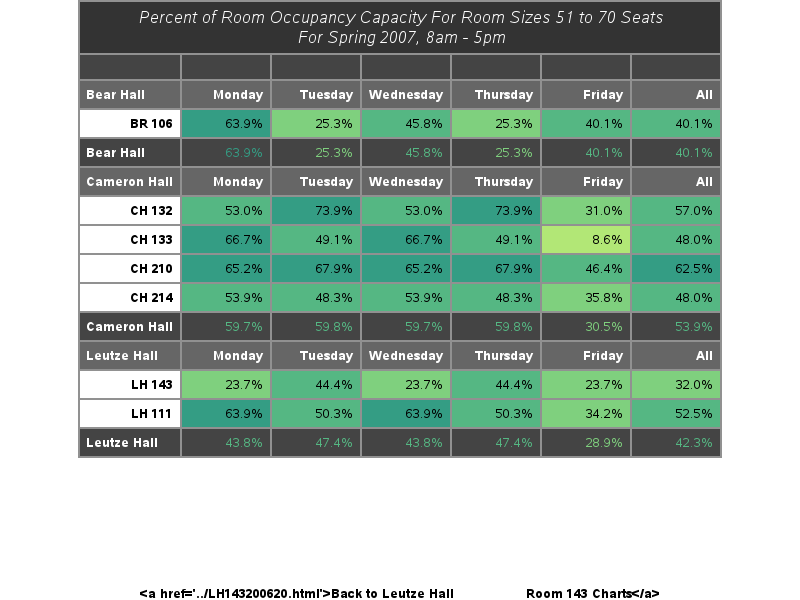 Percent of Room Occupancy Capacity For Room Sizes 51 to 70 Seats
For Spring 2007, 8am - 5pm
Bear Hall Monday Tuesday Wednesday Thursday Friday All
BR 106 63.9% 25.3% 45.8% 25.3% 40.1% 40.1%
Bear Hall 63.9% 25.3% 45.8% 25.3% 40.1% 40.1%
Cameron Hall Monday Tuesday Wednesday Thursday Friday All
CH 132 53.0% 73.9% 53.0% 73.9% 31.0% 57.0%
CH 133 66.7% 49.1% 66.7% 49.1% 8.6% 48.0%
CH 210 65.2% 67.9% 65.2% 67.9% 46.4% 62.5%
CH 214 53.9% 48.3% 53.9% 48.3% 35.8% 48.0%
Cameron Hall 59.7% 59.8% 59.7% 59.8% 30.5% 53.9%
Leutze Hall Monday Tuesday Wednesday Thursday Friday All
LH 143 23.7% 44.4% 23.7% 44.4% 23.7% 32.0%
LH 111 63.9% 50.3% 63.9% 50.3% 34.2% 52.5%
Leutze Hall 43.8% 47.4% 43.8% 47.4% 28.9% 42.3%
<a href='../LH143200620.html'>Back to Leutze Hall Room 143 Charts</a>